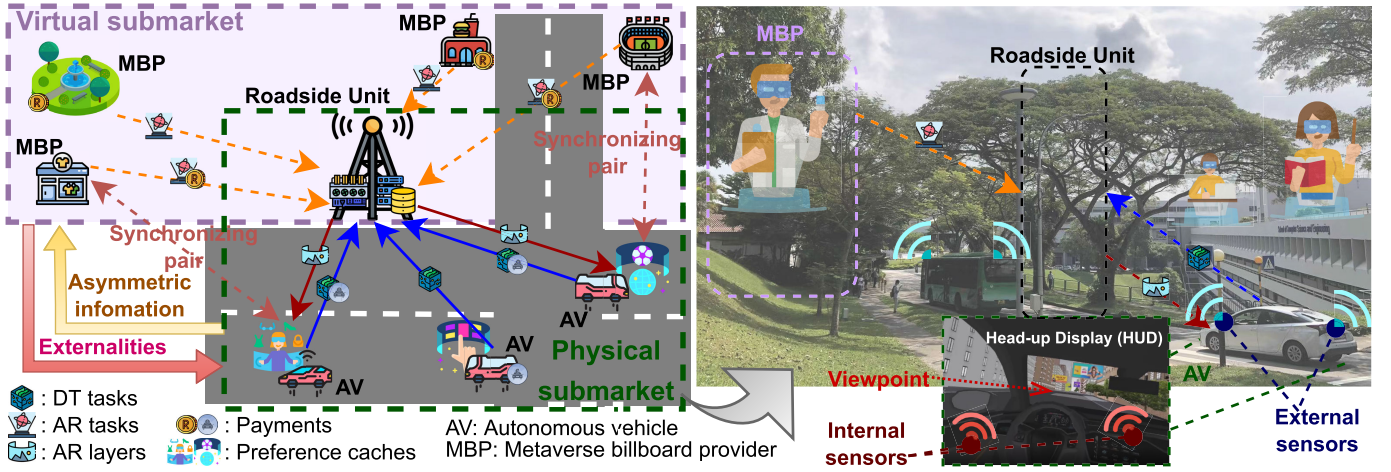 Virtual submarket
MBP
MBP
MBP
MBP
Roadside Unit
Synchronizing
pair
Synchronizing
pair
Asymmetric
infomation
Externalities
AV
AV
AV
Physical
submarket
: DT tasks
: AR tasks
: AR layers
: Payments
: Preference caches
AV: Autonomous vehicle
MBP: Metaverse billboard provider
MBP
Roadside Unit
Head-up Display (HUD)
Viewpoint
AV
Internal
sensors
External
sensors